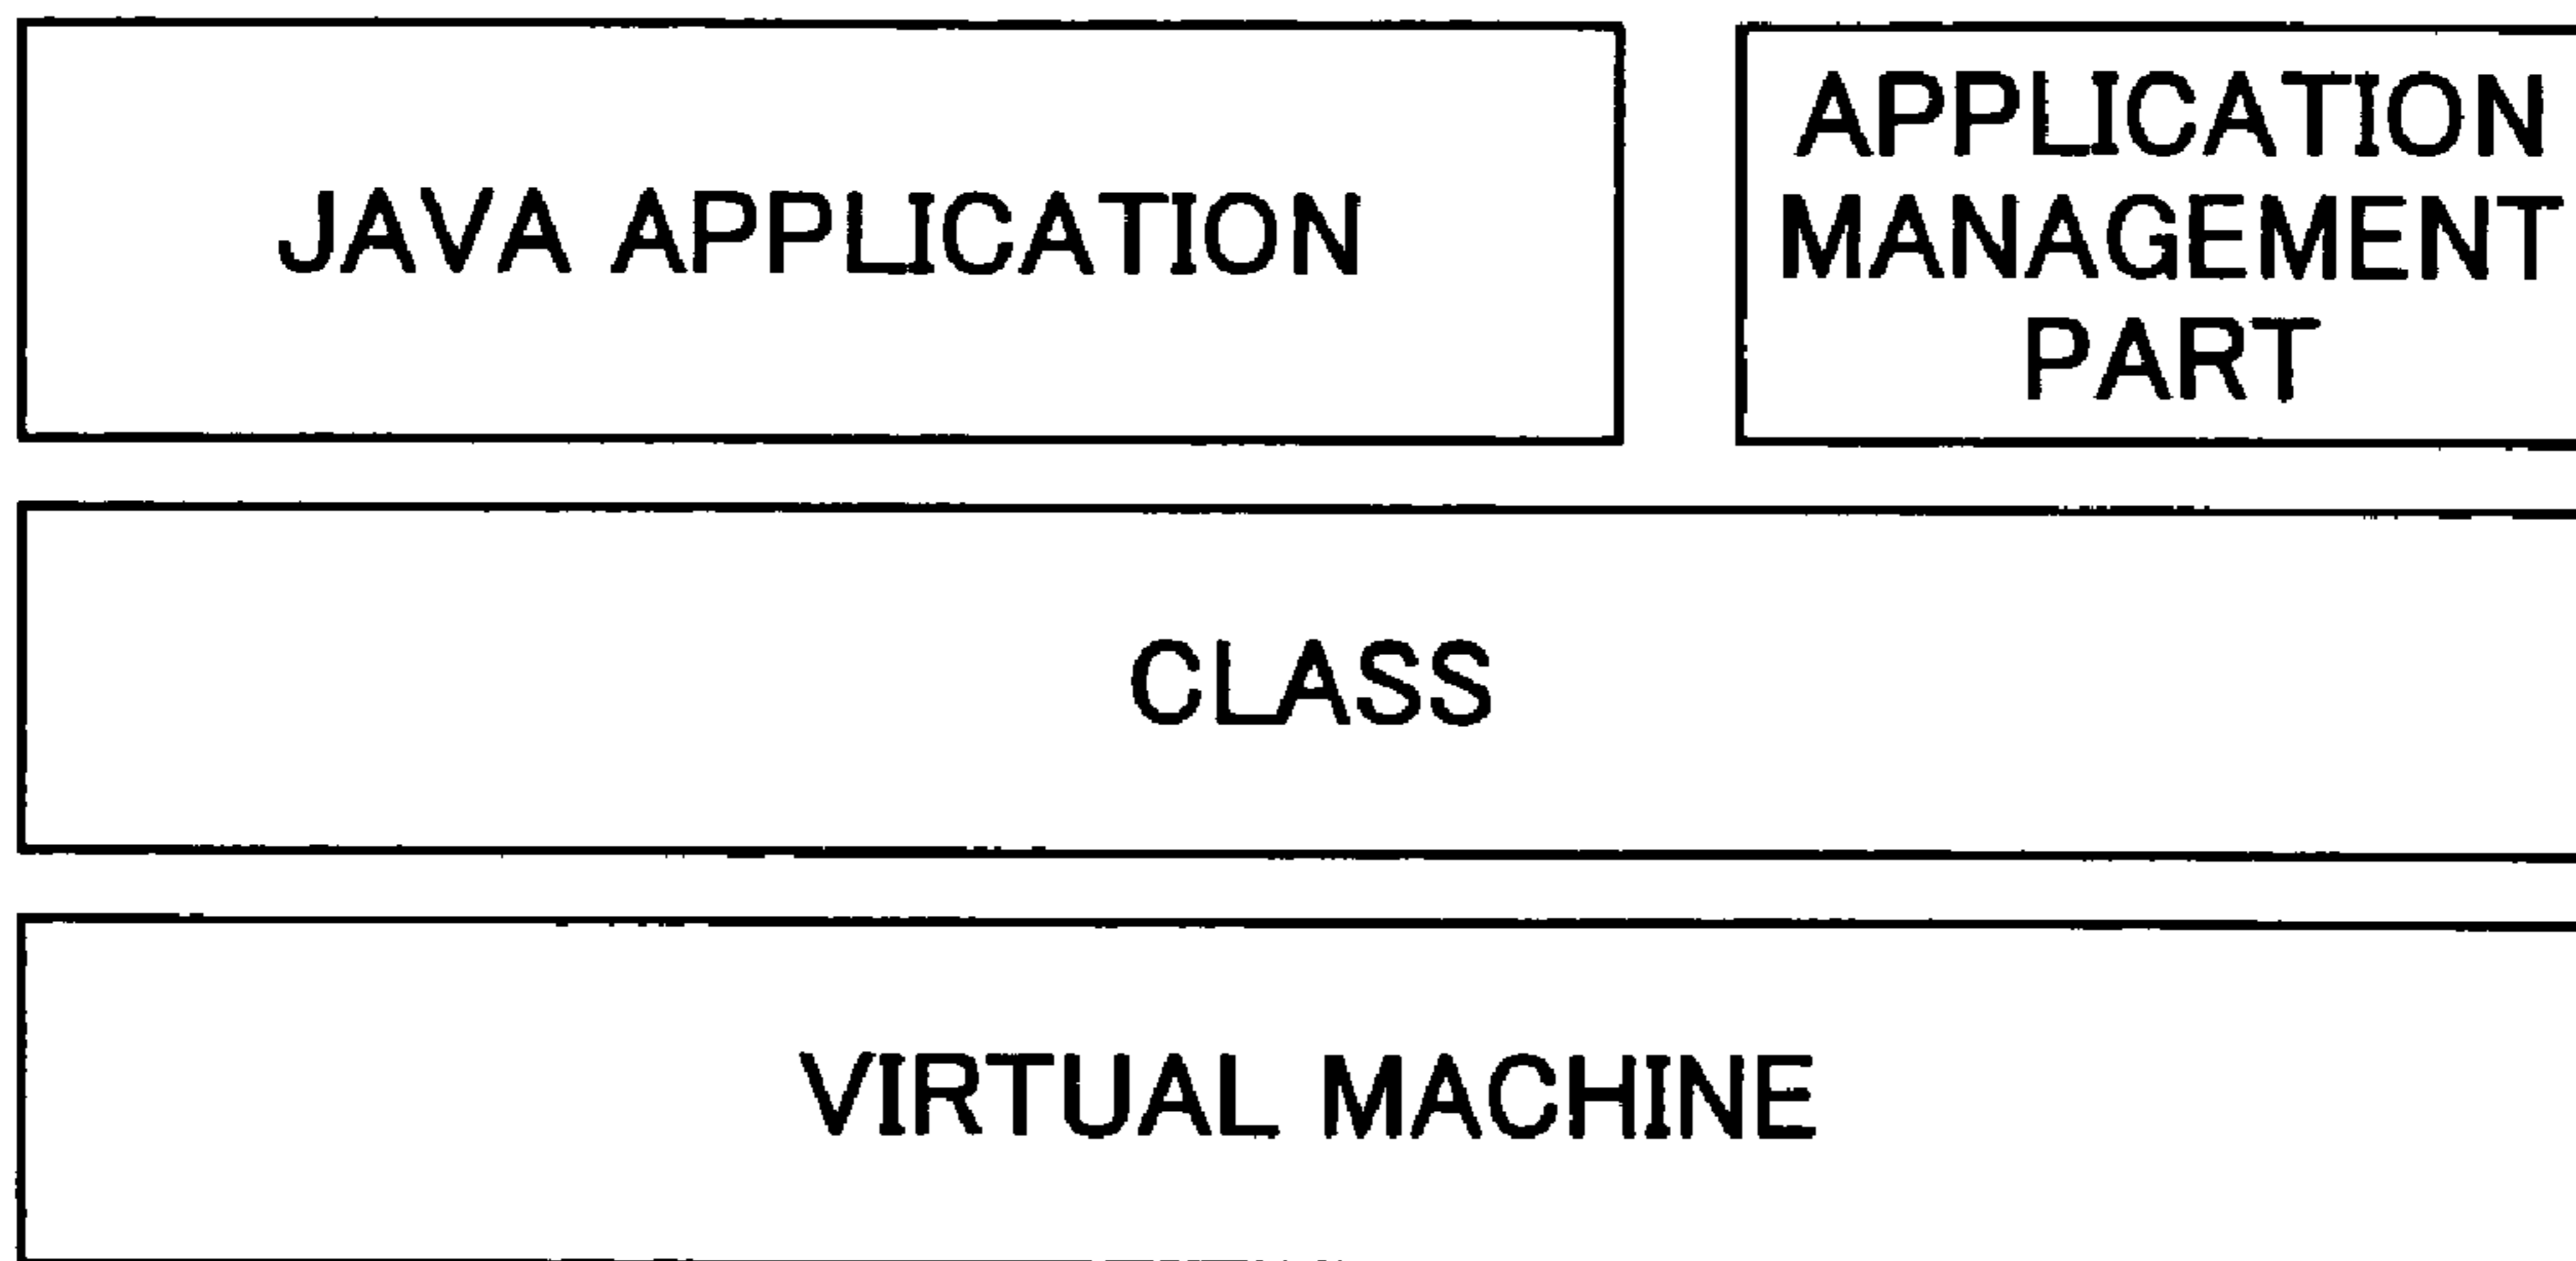 JAVA APPLICATION
APPLICATION
MANAGEMENT
PART
CLASS
VIRTUAL MACHINE